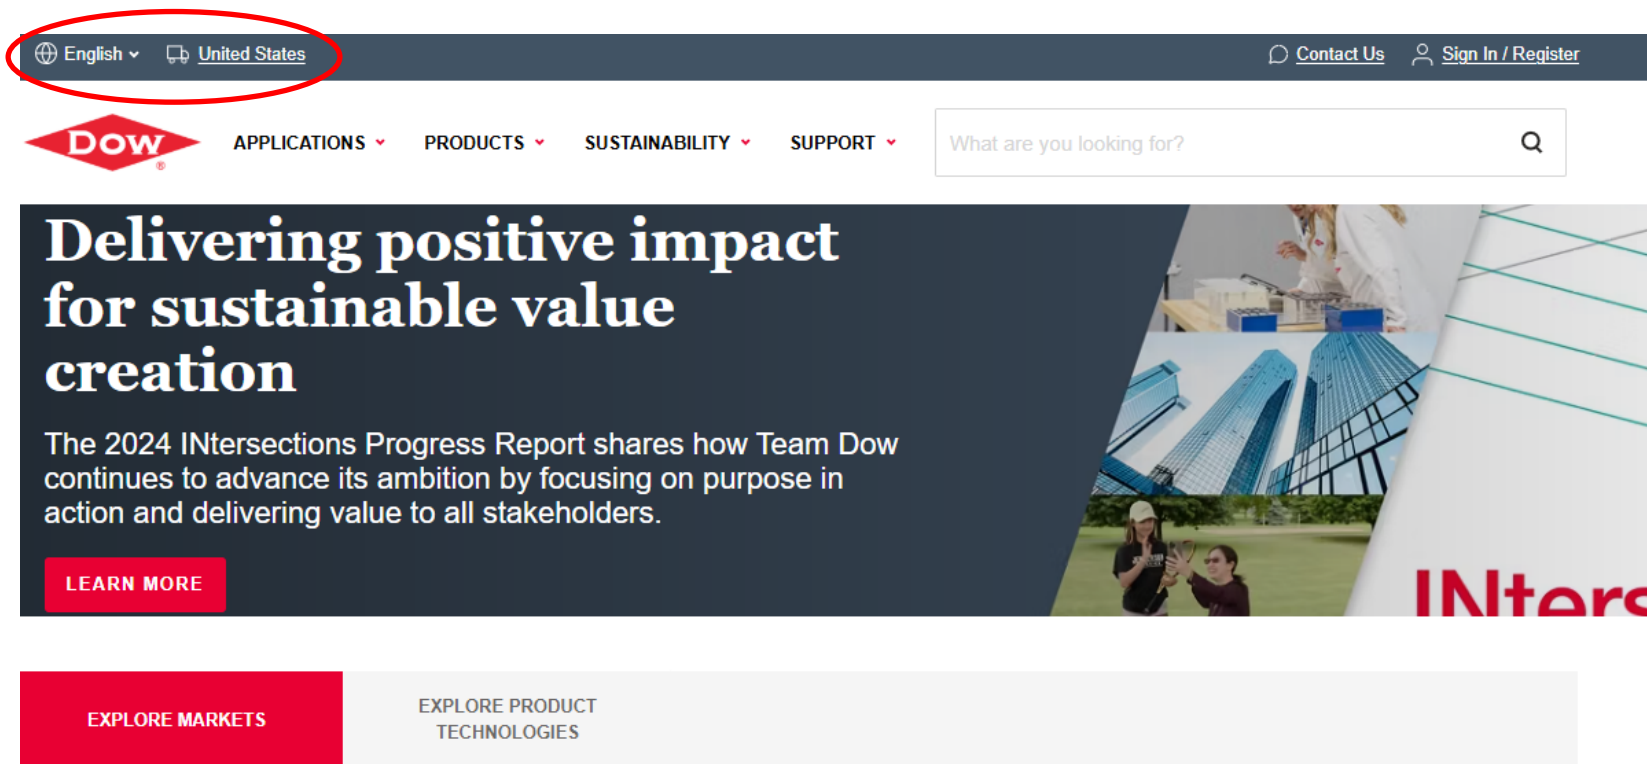 English
United States
Contact Us
Sign In / Register
Dow
®
APPLICATIONS
PRODUCTS
SUSTAINABILITY
SUPPORT
What are you looking for?
Delivering positive impact
for sustainable value
creation
The 2024 INtersections Progress Report shares how Team Dow
continues to advance its ambition by focusing on purpose in
action and delivering value to all stakeholders.
LEARN MORE
INters
EXPLORE MARKETS
EXPLORE PRODUCT
TECHNOLOGIES